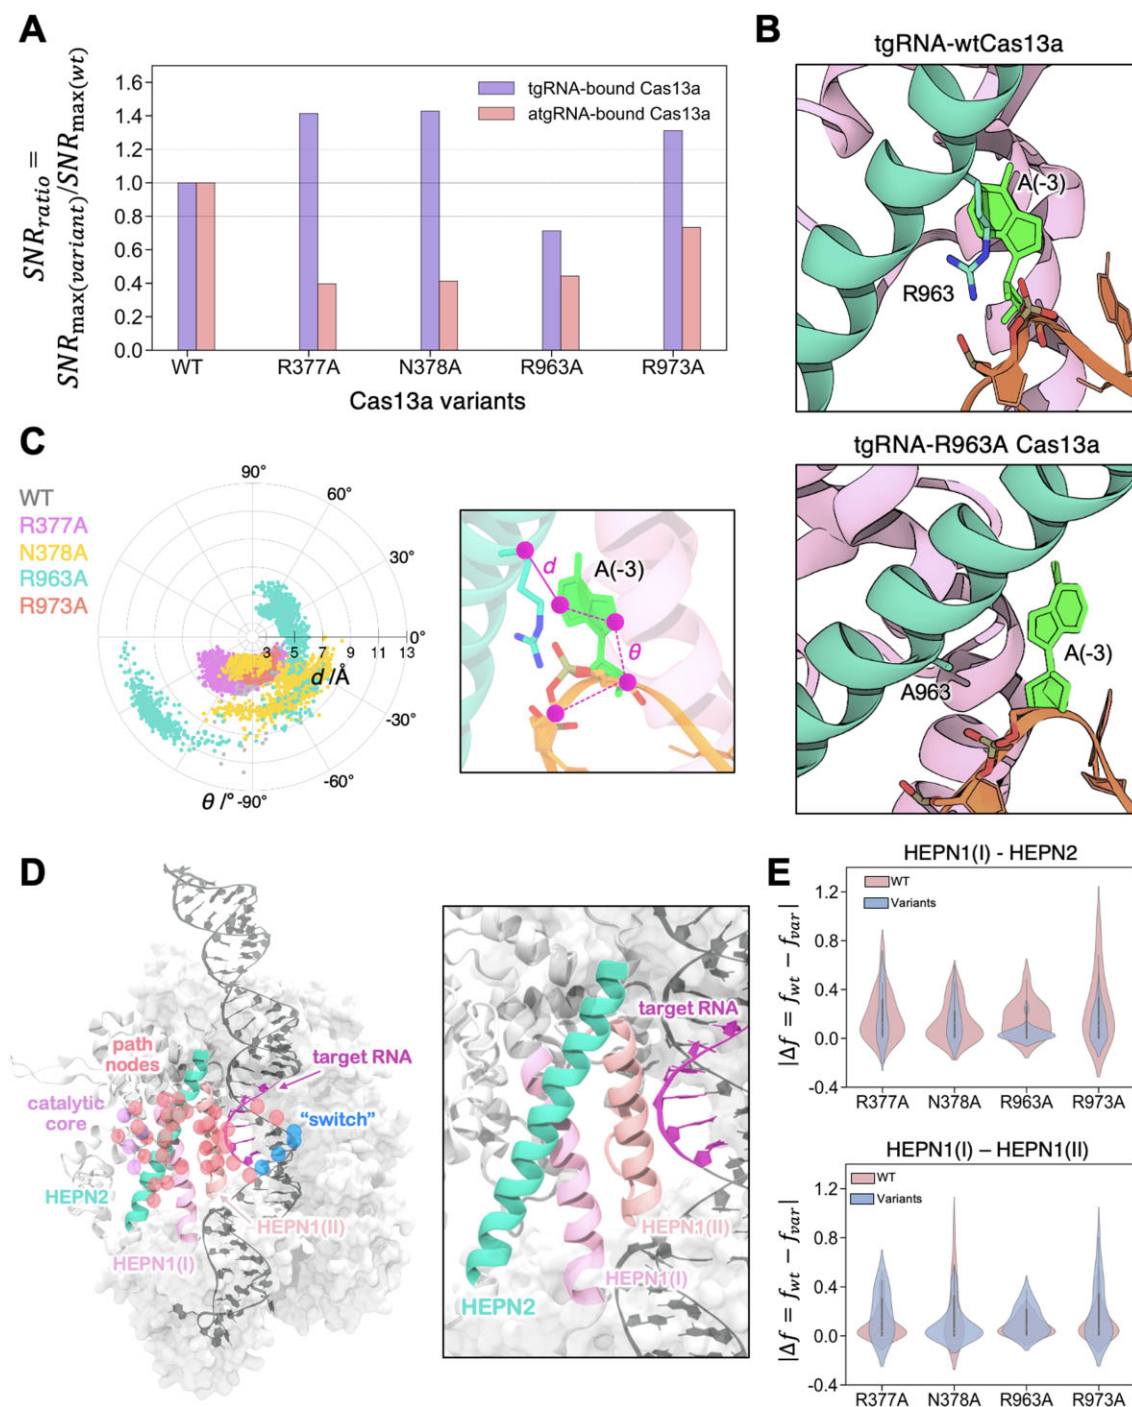 A
SNR_ratio =
SNR_max(variant)/SNR_max(wt)
1.6
1.4
1.2
1.0
0.8
0.6
0.4
0.2
0.0
tgRNA-bound Cas13a
atgRNA-bound Cas13a
WT R377A N378A R963A R973A
Cas13a variants
B
tgRNA-wtCas13a
A(-3)
R963
tgRNA-R963A Cas13a
A(-3)
A963
C
WT
R377A
N378A
R963A
R973A
90°
60°
30°
0°
-30°
-60°
-90°
3 5 7 9 11 13
d /Å
θ /°
d
A(-3)
θ
D
path
nodes
target RNA
catalytic
core
"switch"
HEPN2
HEPN1(II)
HEPN1(I)
target RNA
HEPN1(II)
HEPN1(I)
HEPN2
E
HEPN1(I) - HEPN2
|Δf = f_wt − f_var|
WT
Variants
1.2
0.8
0.4
0.0
-0.4
R377A N378A R963A R973A
HEPN1(I) – HEPN1(II)
|Δf = f_wt − f_var|
WT
Variants
1.2
0.8
0.4
0.0
-0.4
R377A N378A R963A R973A